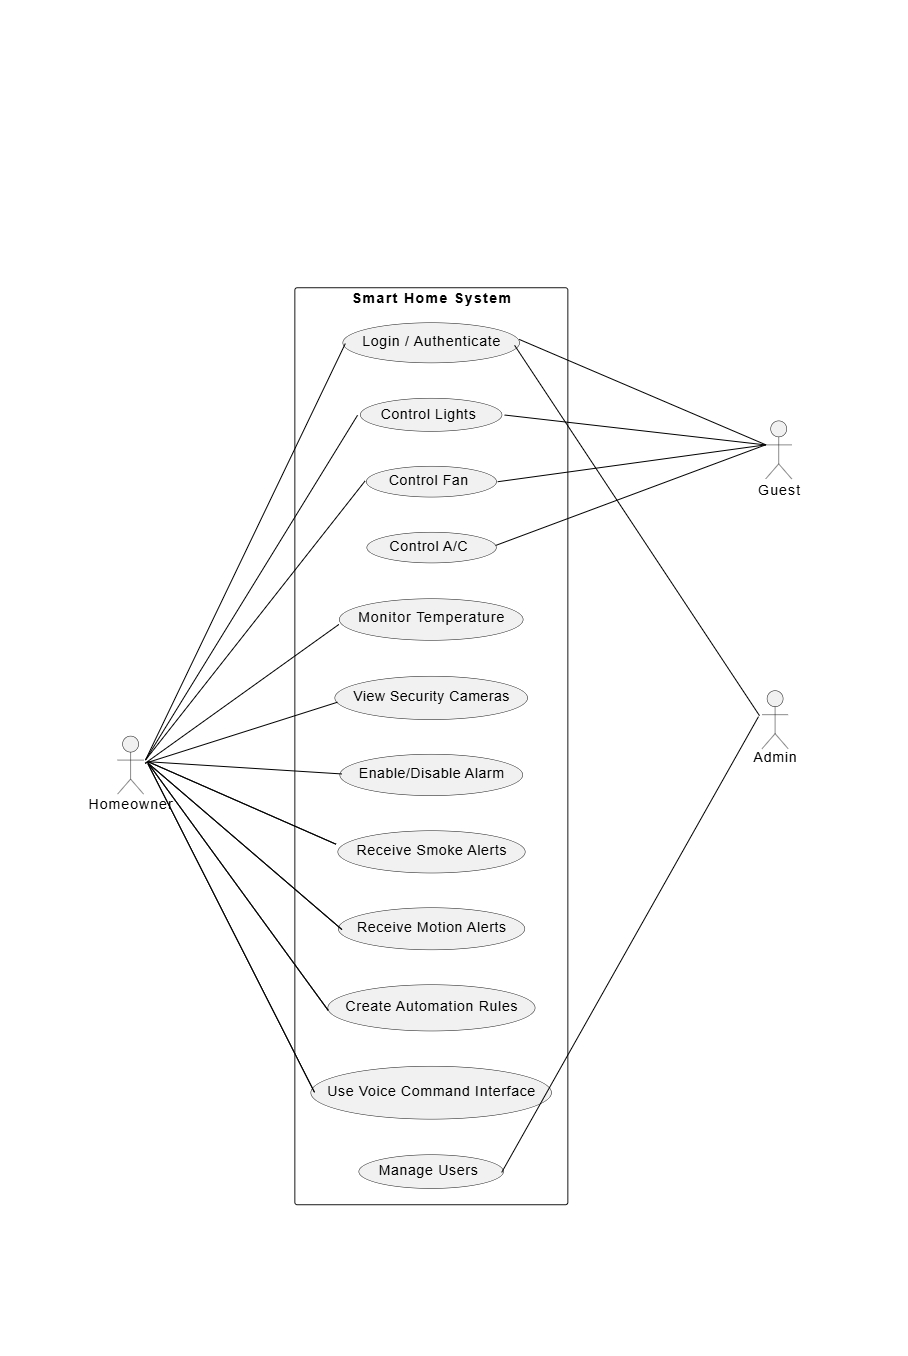 Smart Home System
Login / Authenticate
Control Lights
Control Fan
Guest
Control A/C
Monitor Temperature
View Security Cameras
Admin
Enable/Disable Alarm
Homeowner
Receive Smoke Alerts
Receive Motion Alerts
Create Automation Rules
Use Voice Command Interface
Manage Users